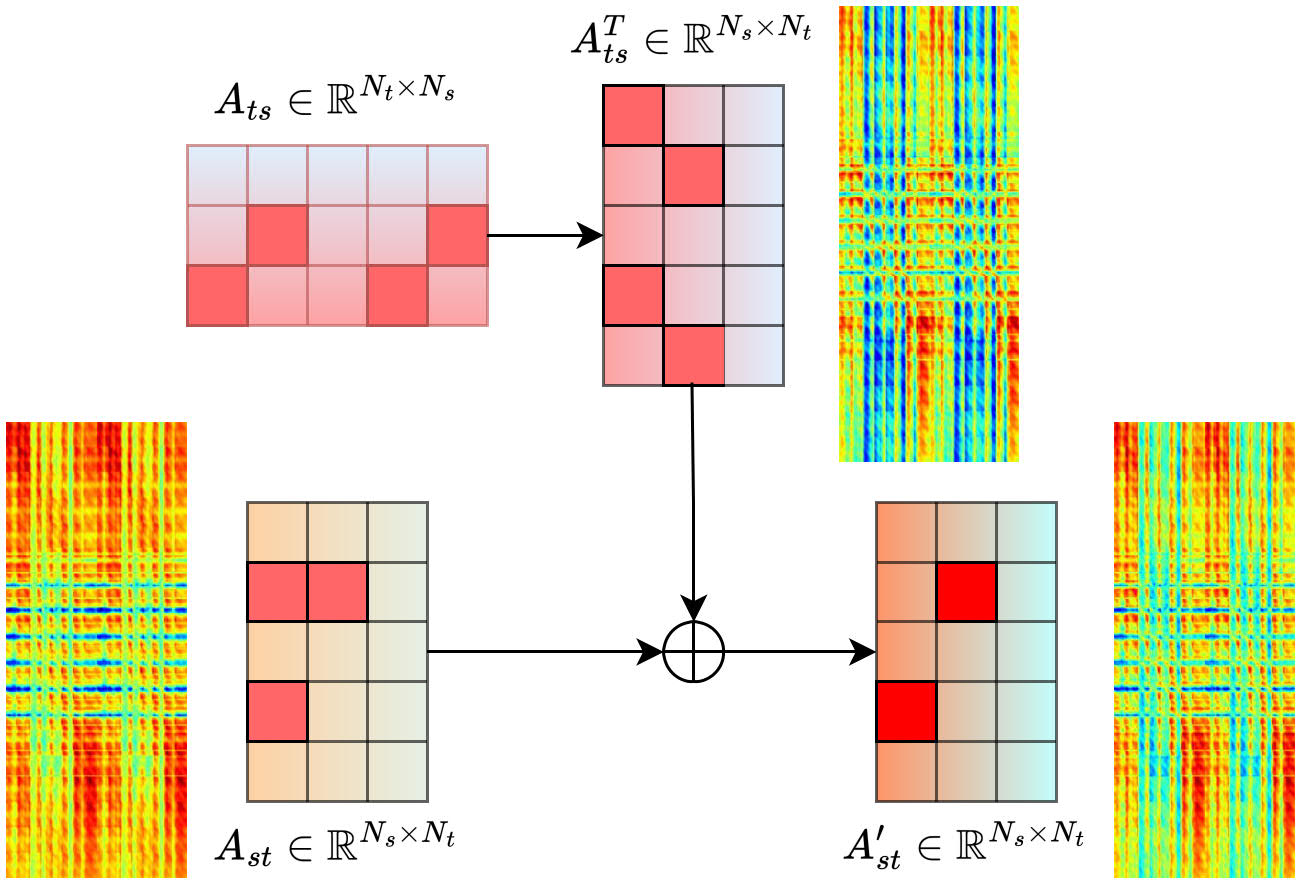 $A_{ts}^{T} \in \mathbb{R}^{N_s \times N_t}$
$A_{ts} \in \mathbb{R}^{N_t \times N_s}$
$A_{st} \in \mathbb{R}^{N_s \times N_t}$
$A_{st}^{\prime} \in \mathbb{R}^{N_s \times N_t}$